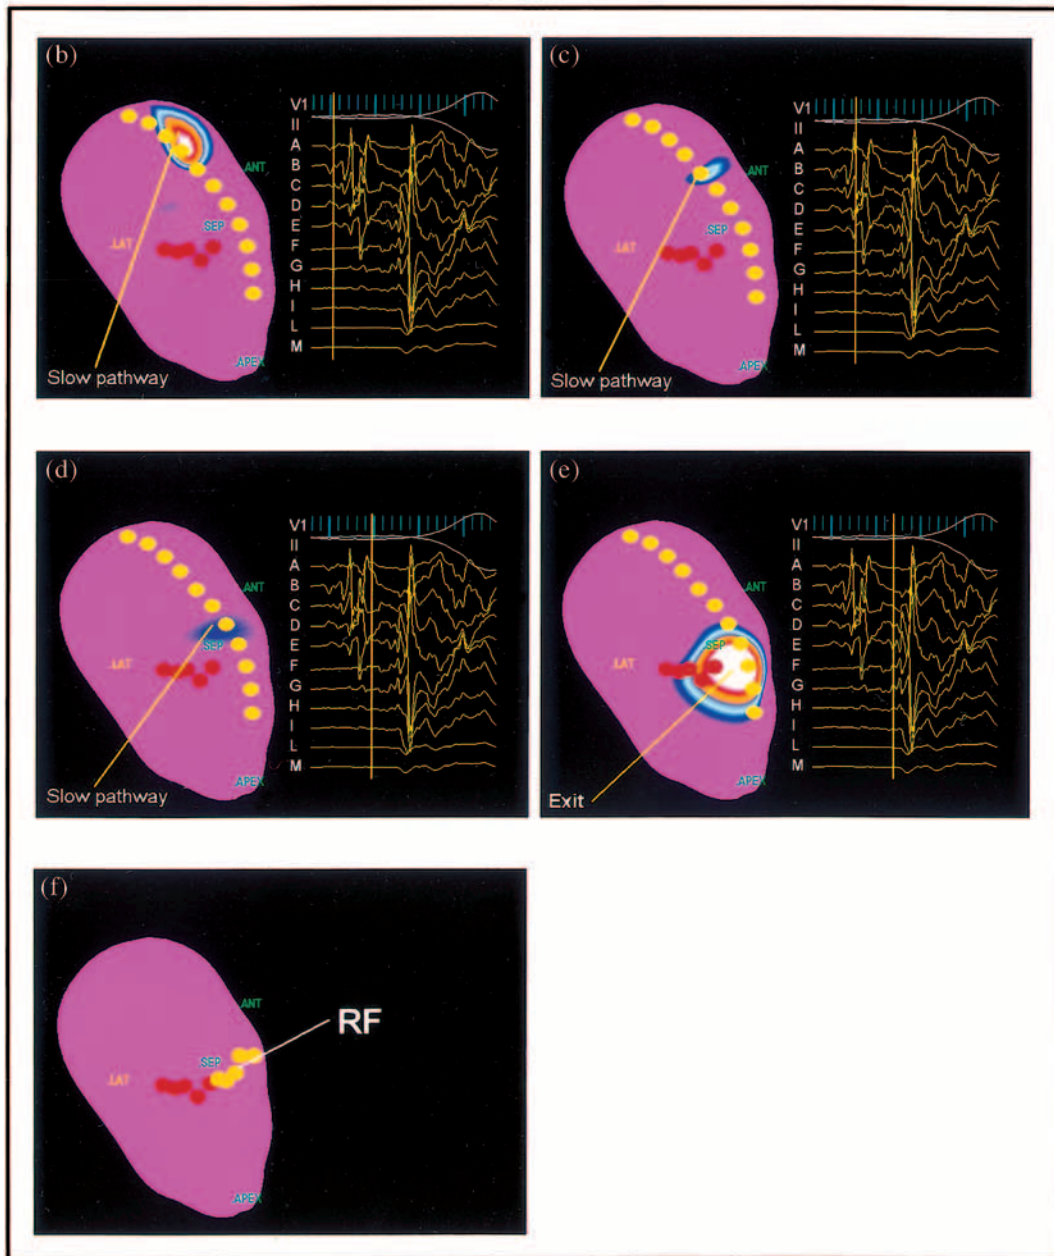 (b)
V1
II
A
B
C
D
E
F
G
H
I
L
M
.ANT
.SEP
.LAT
.APEX
Slow pathway
(c)
V1
II
A
B
C
D
E
F
G
H
I
L
M
.ANT
.SEP
.LAT
.APEX
Slow pathway
(d)
V1
II
A
B
C
D
E
F
G
H
I
L
M
.ANT
.SEP
.LAT
.APEX
Slow pathway
(e)
V1
II
A
B
C
D
E
F
G
H
I
L
M
.ANT
.SEP
.LAT
.APEX
Exit
(f)
.ANT
RF
.SEP
.LAT
.APEX